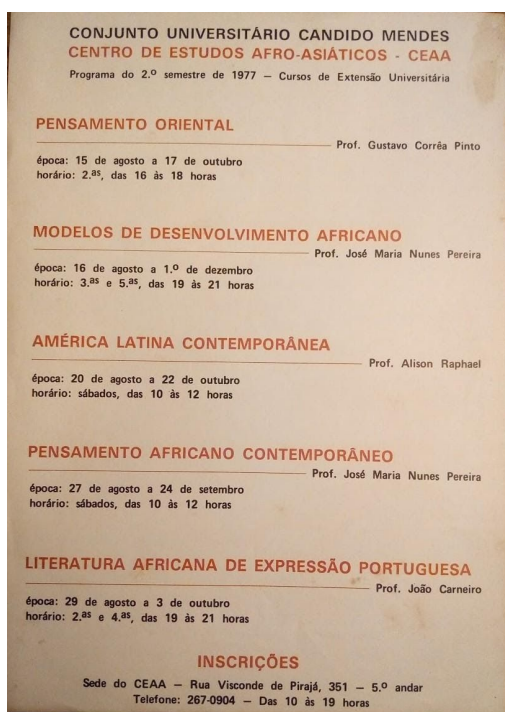 CONJUNTO UNIVERSITÁRIO CANDIDO MENDES
CENTRO DE ESTUDOS AFRO-ASIÁTICOS - CEAA
Programa do 2.º semestre de 1977 — Cursos de Extensão Universitária
PENSAMENTO ORIENTAL
Prof. Gustavo Corrêa Pinto
época: 15 de agosto a 17 de outubro
horário: 2.as, das 16 às 18 horas
MODELOS DE DESENVOLVIMENTO AFRICANO
Prof. José Maria Nunes Pereira
época: 16 de agosto a 1.º de dezembro
horário: 3.as e 5.as, das 19 às 21 horas
AMÉRICA LATINA CONTEMPORÂNEA
Prof. Alison Raphael
época: 20 de agosto a 22 de outubro
horário: sábados, das 10 às 12 horas
PENSAMENTO AFRICANO CONTEMPORÂNEO
Prof. José Maria Nunes Pereira
época: 27 de agosto a 24 de setembro
horário: sábados, das 10 às 12 horas
LITERATURA AFRICANA DE EXPRESSÃO PORTUGUESA
Prof. João Carneiro
época: 29 de agosto a 3 de outubro
horário: 2.as e 4.as, das 19 às 21 horas
INSCRIÇÕES
Sede do CEAA — Rua Visconde de Pirajá, 351 — 5.º andar
Telefone: 267-0904 — Das 10 às 19 horas